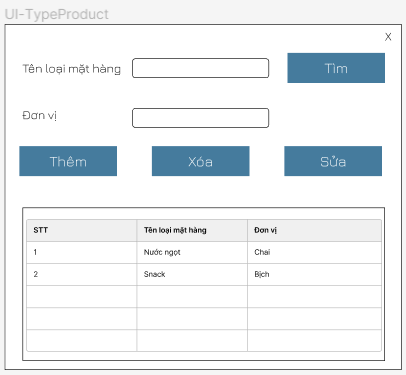 UI-TypeProduct
X
Tên loại mặt hàng
Tìm
Đơn vị
Thêm Xóa Sửa
STT Tên loại mặt hàng Đơn vị
1 Nước ngọt Chai
2 Snack Bịch